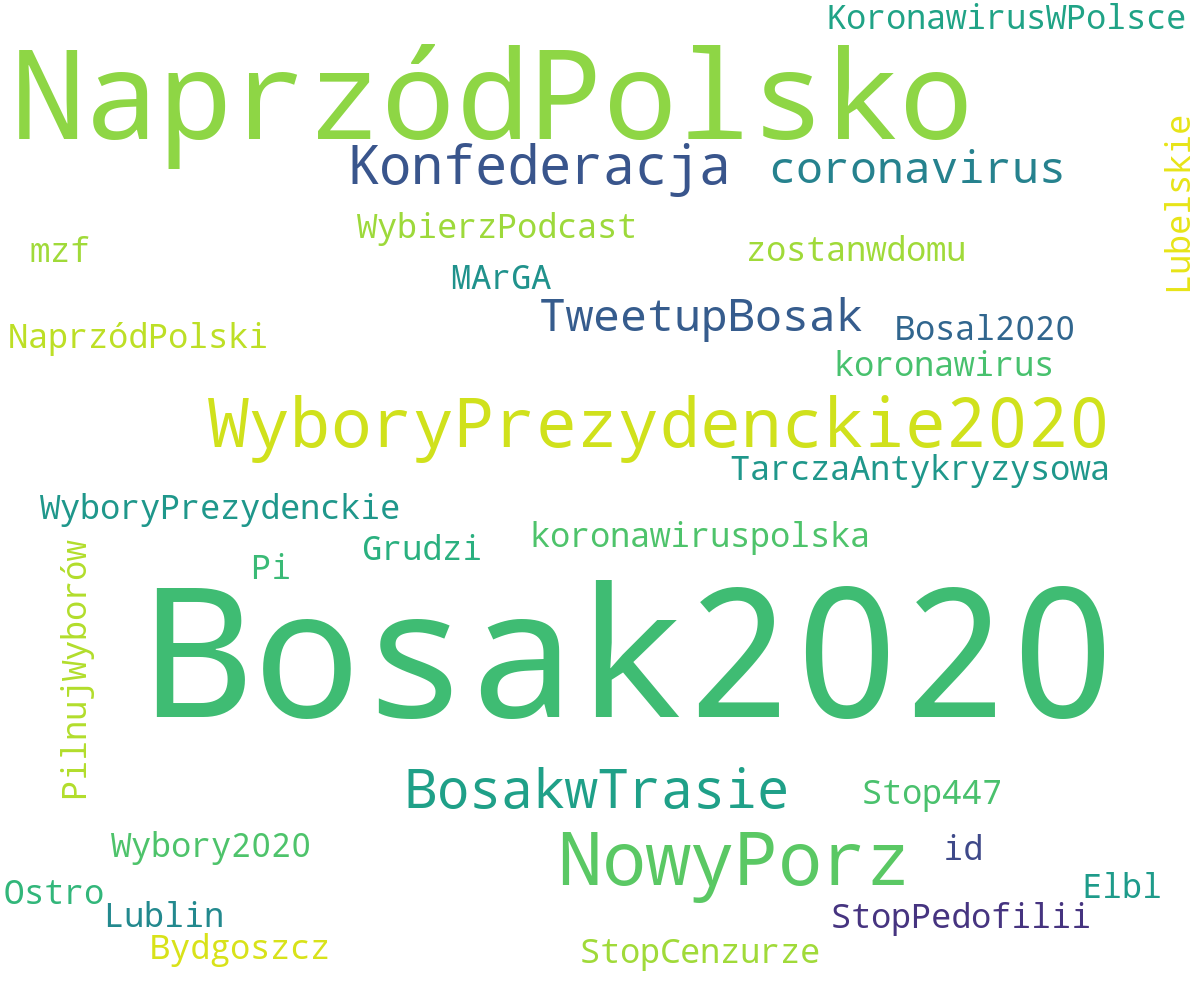 KoronawirusWPolsce
NaprzódPolsko
Konfederacja
coronavirus
Lubelskie
WybierzPodcast
mzf
zostanwdomu
MArGA
TweetupBosak
Bosal2020
NaprzódPolski
koronawirus
WyboryPrezydenckie2020
TarczaAntykryzysowa
WyboryPrezydenckie
koronawiruspolska
Grudzi
Pi
PilnujWyborów
Bosak2020
BosakwTrasie
Stop447
Wybory2020
NowyPorz
id
Elbl
Ostro
Lublin
StopPedofilii
Bydgoszcz
StopCenzurze